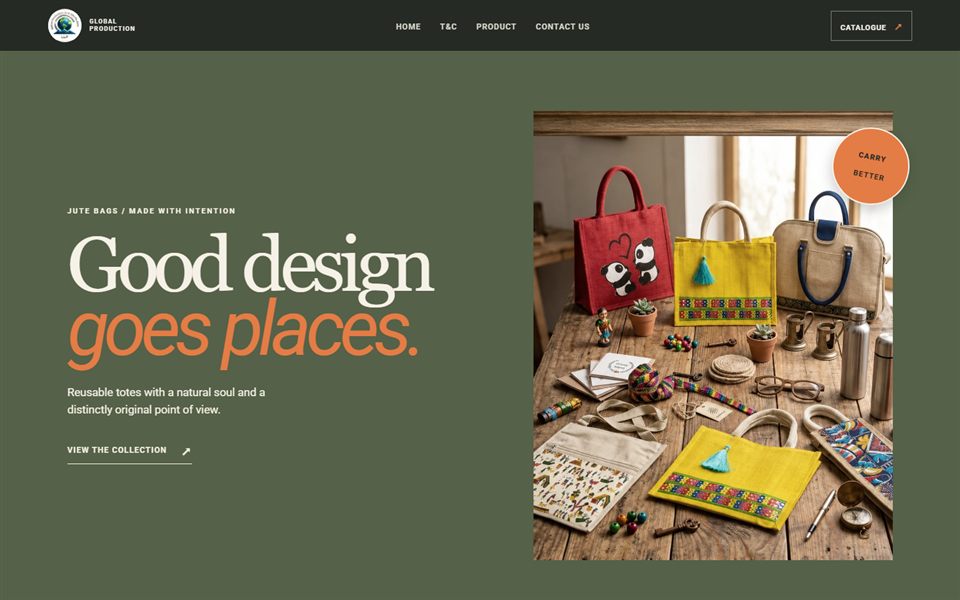 GLOBAL
PRODUCTION
HOME
T&C
PRODUCT
CONTACT US
CATALOGUE
CARRY
BETTER
JUTE BAGS / MADE WITH INTENTION
Good design
goes places.
Reusable totes with a natural soul and a
distinctly original point of view.
VIEW THE COLLECTION